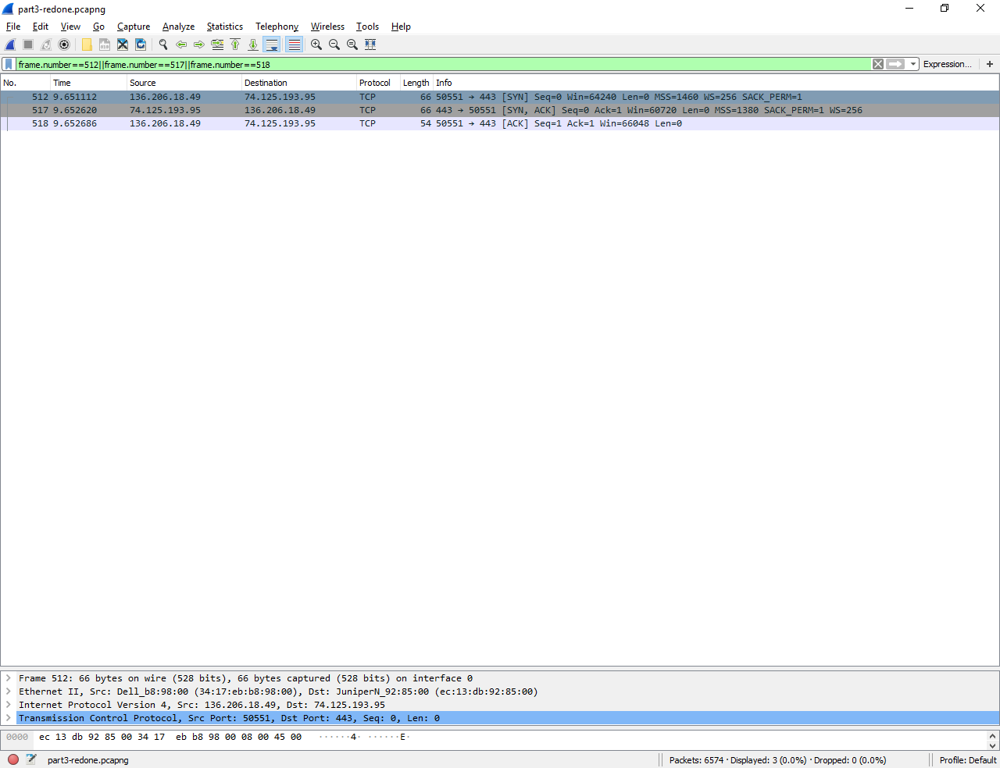 part3-redone.pcapng
File Edit View Go Capture Analyze Statistics Telephony Wireless Tools Help
frame.number==512||frame.number==517||frame.number==518 Expression... +
No. Time Source Destination Protocol Length Info
512 9.651112 136.206.18.49 74.125.193.95 TCP 66 50551 → 443 [SYN] Seq=0 Win=64240 Len=0 MSS=1460 WS=256 SACK_PERM=1
517 9.652620 74.125.193.95 136.206.18.49 TCP 66 443 → 50551 [SYN, ACK] Seq=0 Ack=1 Win=60720 Len=0 MSS=1380 SACK_PERM=1 WS=256
518 9.652686 136.206.18.49 74.125.193.95 TCP 54 50551 → 443 [ACK] Seq=1 Ack=1 Win=66048 Len=0
Frame 512: 66 bytes on wire (528 bits), 66 bytes captured (528 bits) on interface 0
Ethernet II, Src: Dell_b8:98:00 (34:17:eb:b8:98:00), Dst: JuniperN_92:85:00 (ec:13:db:92:85:00)
Internet Protocol Version 4, Src: 136.206.18.49, Dst: 74.125.193.95
Transmission Control Protocol, Src Port: 50551, Dst Port: 443, Seq: 0, Len: 0
0000 ec 13 db 92 85 00 34 17 eb b8 98 00 08 00 45 00 ······4· ······E·
part3-redone.pcapng Packets: 6574 · Displayed: 3 (0.0%) · Dropped: 0 (0.0%) Profile: Default